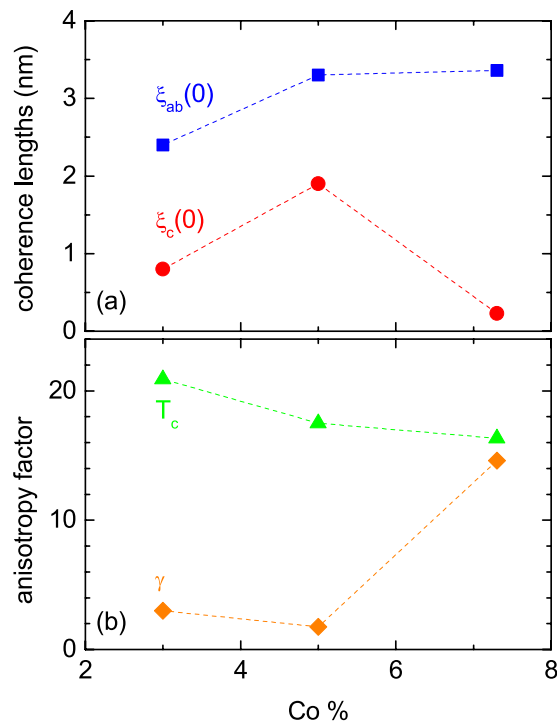 4
3
2
1
0
coherence lengths (nm)
ξab(0)
ξc(0)
(a)
20
10
0
anisotropy factor
Tc
γ
(b)
2 4 6 8
Co %